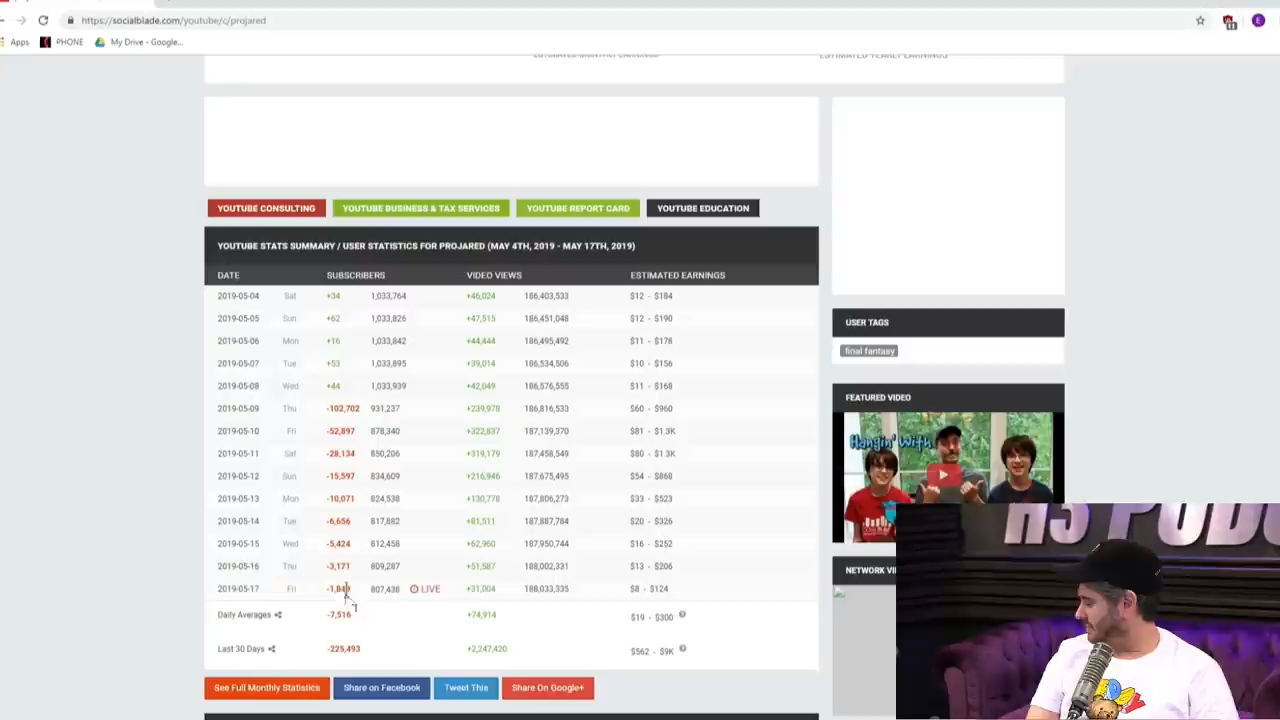 https://socialblade.com/youtube/c/projared
Apps PHONE My Drive - Google...
ESTIMATED MONTHLY EARNINGS ESTIMATED YEARLY EARNINGS
YOUTUBE CONSULTING YOUTUBE BUSINESS & TAX SERVICES YOUTUBE REPORT CARD YOUTUBE EDUCATION
YOUTUBE STATS SUMMARY / USER STATISTICS FOR PROJARED (MAY 4TH, 2019 - MAY 17TH, 2019)
DATE SUBSCRIBERS VIDEO VIEWS ESTIMATED EARNINGS
2019-05-04 Sat +34 1,033,764 +46,024 186,403,533 $12 - $184
2019-05-05 Sun +62 1,033,826 +47,515 186,451,048 $12 - $190
2019-05-06 Mon +16 1,033,842 +44,444 186,495,492 $11 - $178
2019-05-07 Tue +53 1,033,895 +39,014 186,534,506 $10 - $156
2019-05-08 Wed +44 1,033,939 +42,049 186,576,555 $11 - $168
2019-05-09 Thu -102,702 931,237 +239,978 186,816,533 $60 - $960
2019-05-10 Fri -52,897 878,340 +322,837 187,139,370 $81 - $1.3K
2019-05-11 Sat -28,134 850,206 +319,179 187,458,549 $80 - $1.3K
2019-05-12 Sun -15,597 834,609 +216,946 187,675,495 $54 - $868
2019-05-13 Mon -10,071 824,538 +130,778 187,806,273 $33 - $523
2019-05-14 Tue -6,656 817,882 +81,511 187,887,784 $20 - $326
2019-05-15 Wed -5,424 812,458 +62,960 187,950,744 $16 - $252
2019-05-16 Thu -3,171 809,287 +51,587 188,002,331 $13 - $206
2019-05-17 Fri -1,849 807,438 LIVE +31,004 188,033,335 $8 - $124
Daily Averages -7,516 +74,914 $19 - $300
Last 30 Days -225,493 +2,247,420 $562 - $9K
See Full Monthly Statistics Share on Facebook Tweet This Share On Google+
USER TAGS
final fantasy
FEATURED VIDEO
Hangin' With
NETWORK
H3 PODC